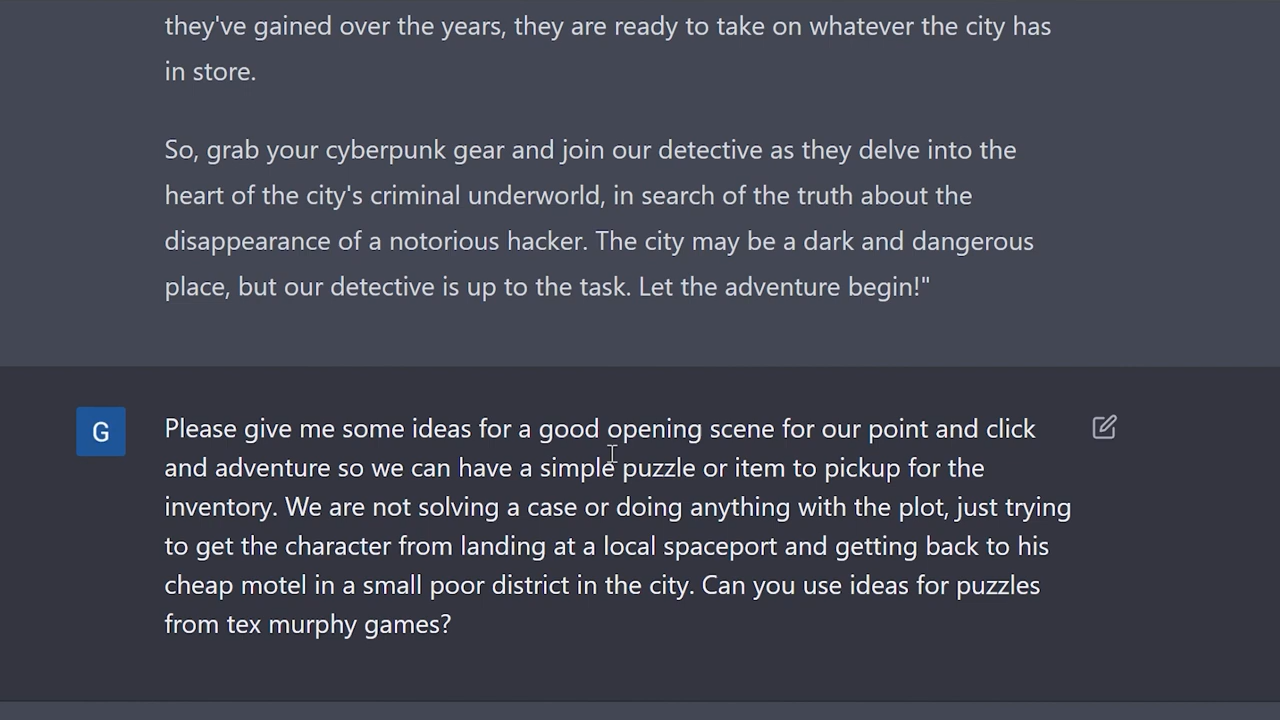 they've gained over the years, they are ready to take on whatever the city has
in store.
So, grab your cyberpunk gear and join our detective as they delve into the
heart of the city's criminal underworld, in search of the truth about the
disappearance of a notorious hacker. The city may be a dark and dangerous
place, but our detective is up to the task. Let the adventure begin!"
G
Please give me some ideas for a good opening scene for our point and click
and adventure so we can have a simple puzzle or item to pickup for the
inventory. We are not solving a case or doing anything with the plot, just trying
to get the character from landing at a local spaceport and getting back to his
cheap motel in a small poor district in the city. Can you use ideas for puzzles
from tex murphy games?